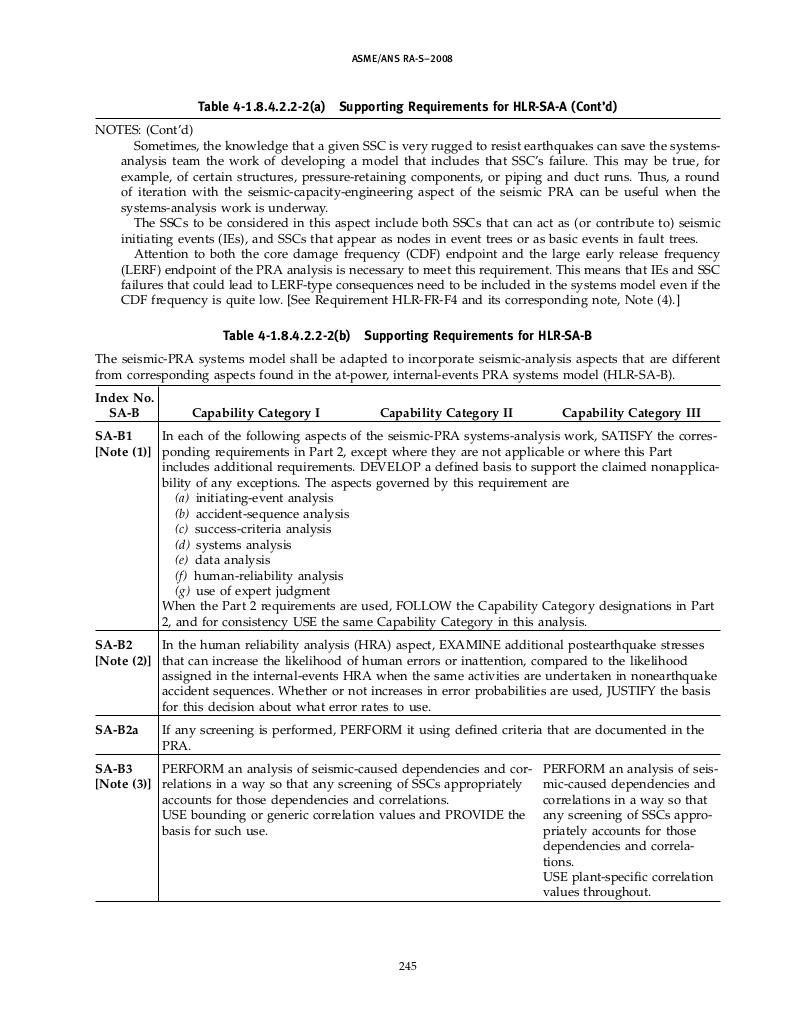 ASME/ANS RA-S–2008
Table 4-1.8.4.2.2-2(a) Supporting Requirements for HLR-SA-A (Cont’d)
NOTES: (Cont’d)
Sometimes, the knowledge that a given SSC is very rugged to resist earthquakes can save the systems-
analysis team the work of developing a model that includes that SSC’s failure. This may be true, for
example, of certain structures, pressure-retaining components, or piping and duct runs. Thus, a round
of iteration with the seismic-capacity-engineering aspect of the seismic PRA can be useful when the
systems-analysis work is underway.
The SSCs to be considered in this aspect include both SSCs that can act as (or contribute to) seismic
initiating events (IEs), and SSCs that appear as nodes in event trees or as basic events in fault trees.
Attention to both the core damage frequency (CDF) endpoint and the large early release frequency
(LERF) endpoint of the PRA analysis is necessary to meet this requirement. This means that IEs and SSC
failures that could lead to LERF-type consequences need to be included in the systems model even if the
CDF frequency is quite low. [See Requirement HLR-FR-F4 and its corresponding note, Note (4).]
Table 4-1.8.4.2.2-2(b) Supporting Requirements for HLR-SA-B
The seismic-PRA systems model shall be adapted to incorporate seismic-analysis aspects that are different
from corresponding aspects found in the at-power, internal-events PRA systems model (HLR-SA-B).
Index No.
SA-B Capability Category I Capability Category II Capability Category III
SA-B1 In each of the following aspects of the seismic-PRA systems-analysis work, SATISFY the corres-
[Note (1)] ponding requirements in Part 2, except where they are not applicable or where this Part
includes additional requirements. DEVELOP a defined basis to support the claimed nonapplica-
bility of any exceptions. The aspects governed by this requirement are
(a) initiating-event analysis
(b) accident-sequence analysis
(c) success-criteria analysis
(d) systems analysis
(e) data analysis
(f) human-reliability analysis
(g) use of expert judgment
When the Part 2 requirements are used, FOLLOW the Capability Category designations in Part
2, and for consistency USE the same Capability Category in this analysis.
SA-B2 In the human reliability analysis (HRA) aspect, EXAMINE additional postearthquake stresses
[Note (2)] that can increase the likelihood of human errors or inattention, compared to the likelihood
assigned in the internal-events HRA when the same activities are undertaken in nonearthquake
accident sequences. Whether or not increases in error probabilities are used, JUSTIFY the basis
for this decision about what error rates to use.
SA-B2a If any screening is performed, PERFORM it using defined criteria that are documented in the
PRA.
SA-B3
[Note (3)]
PERFORM an analysis of seismic-caused dependencies and cor-
relations in a way so that any screening of SSCs appropriately
accounts for those dependencies and correlations.
USE bounding or generic correlation values and PROVIDE the
basis for such use.
PERFORM an analysis of seis-
mic-caused dependencies and
correlations in a way so that
any screening of SSCs appro-
priately accounts for those
dependencies and correla-
tions.
USE plant-specific correlation
values throughout.
245